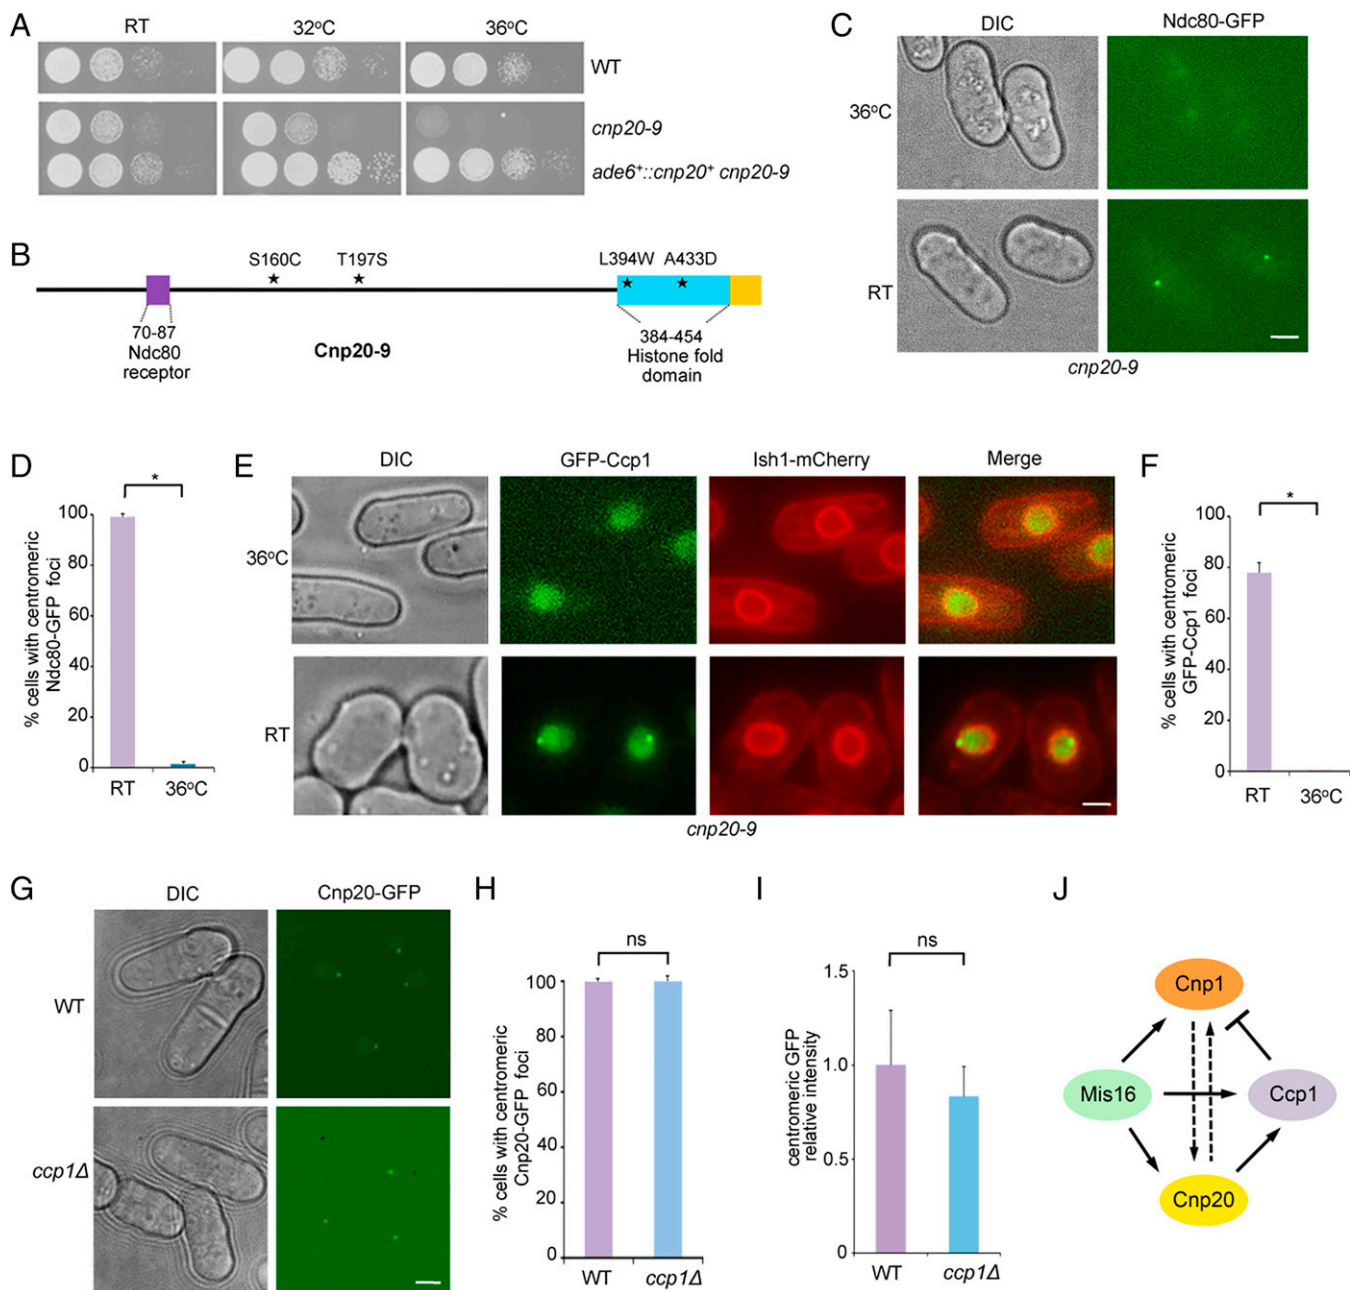 A
RT
32°C
36°C
WT
cnp20-9
ade6⁺::cnp20⁺ cnp20-9
B
S160C
T197S
L394W
A433D
70-87
Ndc80
receptor
Cnp20-9
384-454
Histone fold
domain
C
DIC
Ndc80-GFP
36°C
RT
cnp20-9
D
% cells with centromeric
Ndc80-GFP foci
100
80
60
40
20
0
*
RT
36°C
E
DIC
GFP-Ccp1
Ish1-mCherry
Merge
36°C
RT
cnp20-9
F
% cells with centromeric
GFP-Ccp1 foci
100
80
60
40
20
0
*
RT
36°C
G
DIC
Cnp20-GFP
WT
ccp1Δ
H
% cells with centromeric
Cnp20-GFP foci
100
80
60
40
20
0
ns
WT
ccp1Δ
I
centromeric GFP
relative intensity
1.5
1.0
0.5
0
ns
WT
ccp1Δ
J
Cnp1
Mis16
Ccp1
Cnp20